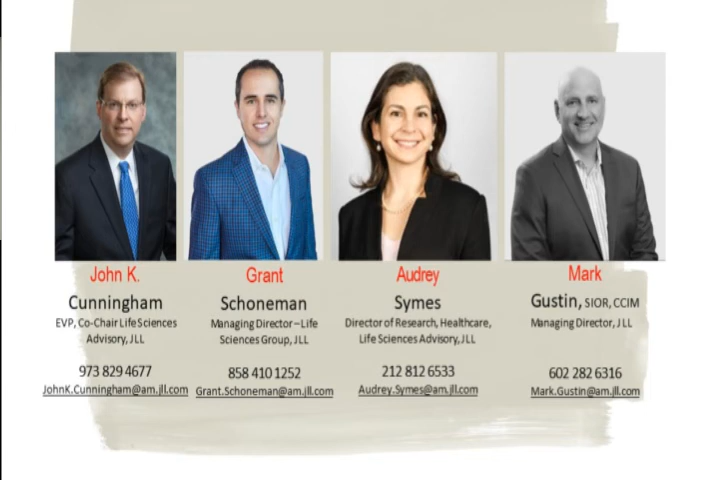 John K.
Cunningham
EVP, Co-Chair Life Sciences
Advisory, JLL
973 829 4677
JohnK.Cunningham@am.jll.com
Grant
Schoneman
Managing Director – Life
Sciences Group, JLL
858 410 1252
Grant.Schoneman@am.jll.com
Audrey
Symes
Director of Research, Healthcare,
Life Sciences Advisory, JLL
212 812 6533
Audrey.Symes@am.jll.com
Mark
Gustin, SIOR, CCIM
Managing Director, JLL
602 282 6316
Mark.Gustin@am.jll.com